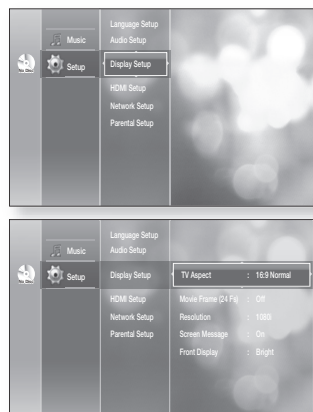 Language Setup
Music Audio Setup
Setup Display Setup
HDMI Setup
Network Setup
Parental Setup
Language Setup
Music Audio Setup
Setup Display Setup TV Aspect : 16:9 Normal
HDMI Setup Movie Frame (24 Fs) : Off
Network Setup Resolution : 1080i
Parental Setup Screen Message : On
Front Display : Bright